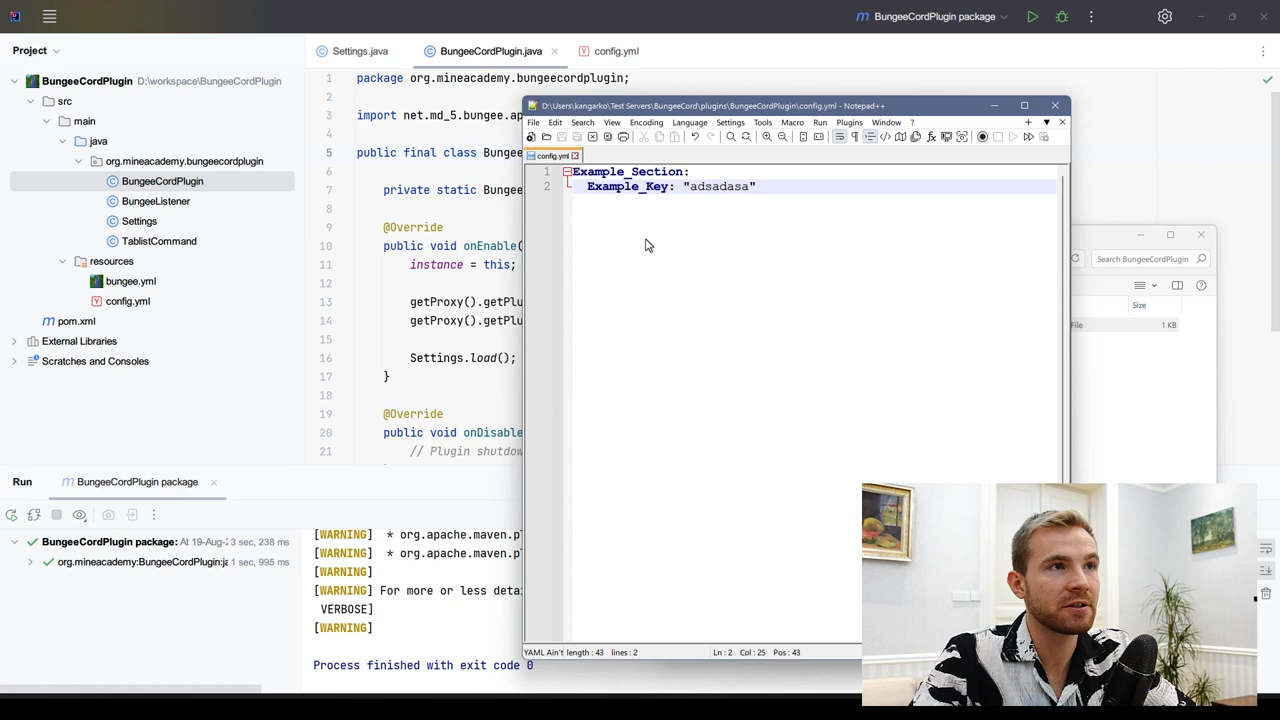 BungeeCordPlugin package
Project
Settings.java
BungeeCordPlugin.java
config.yml
BungeeCordPlugin D:\workspace\BungeeCordPlugin
src
main
java
org.mineacademy.bungeecordplugin
BungeeCordPlugin
BungeeListener
Settings
TablistCommand
resources
bungee.yml
config.yml
pom.xml
External Libraries
Scratches and Consoles
1 package org.mineacademy.bungeecordplugin;
2
3 import net.md_5.bungee.ap
4
5 public final class Bunge
6
7 private static Bunge
8
9 @Override
10 public void onEnable(
11 instance = this;
12
13 getProxy().getPlu
14 getProxy().getPlu
15
16 Settings.load();
17 }
18
19 @Override
20 public void onDisable
21 // Plugin shutdow
D:\Users\kangarko\Test Servers\BungeeCord\plugins\BungeeCordPlugin\config.yml - Notepad++
File Edit Search View Encoding Language Settings Tools Macro Run Plugins Window ?
config.yml
1 Example_Section:
2 Example_Key: "adsadasa"
YAML Ain't length : 43 lines : 2 Ln : 2 Col : 25 Pos : 43
Search BungeeCordPlugin
Size
File 1 KB
Run BungeeCordPlugin package
BungeeCordPlugin package: At 19-Aug-2 3 sec, 238 ms
org.mineacademy:BungeeCordPlugin:ja 1 sec, 995 ms
[WARNING] * org.apache.maven.pl
[WARNING] * org.apache.maven.pl
[WARNING]
[WARNING] For more or less deta
VERBOSE]
[WARNING]
Process finished with exit code 0